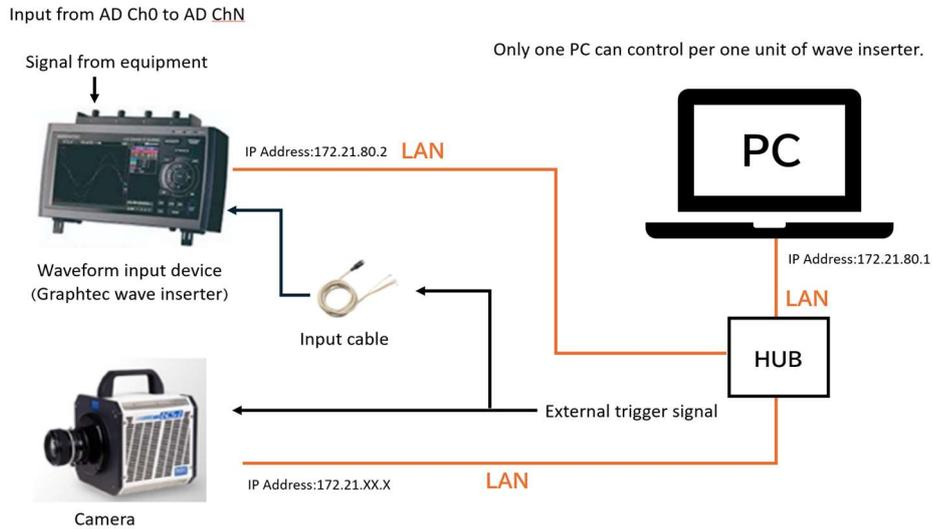 Input from AD Ch0 to AD ChN
Only one PC can control per one unit of wave inserter.
Signal from equipment
PC
IP Address:172.21.80.2
LAN
IP Address:172.21.80.1
LAN
Waveform input device
(Graphtec wave inserter)
Input cable
HUB
External trigger signal
IP Address:172.21.XX.X
LAN
Camera